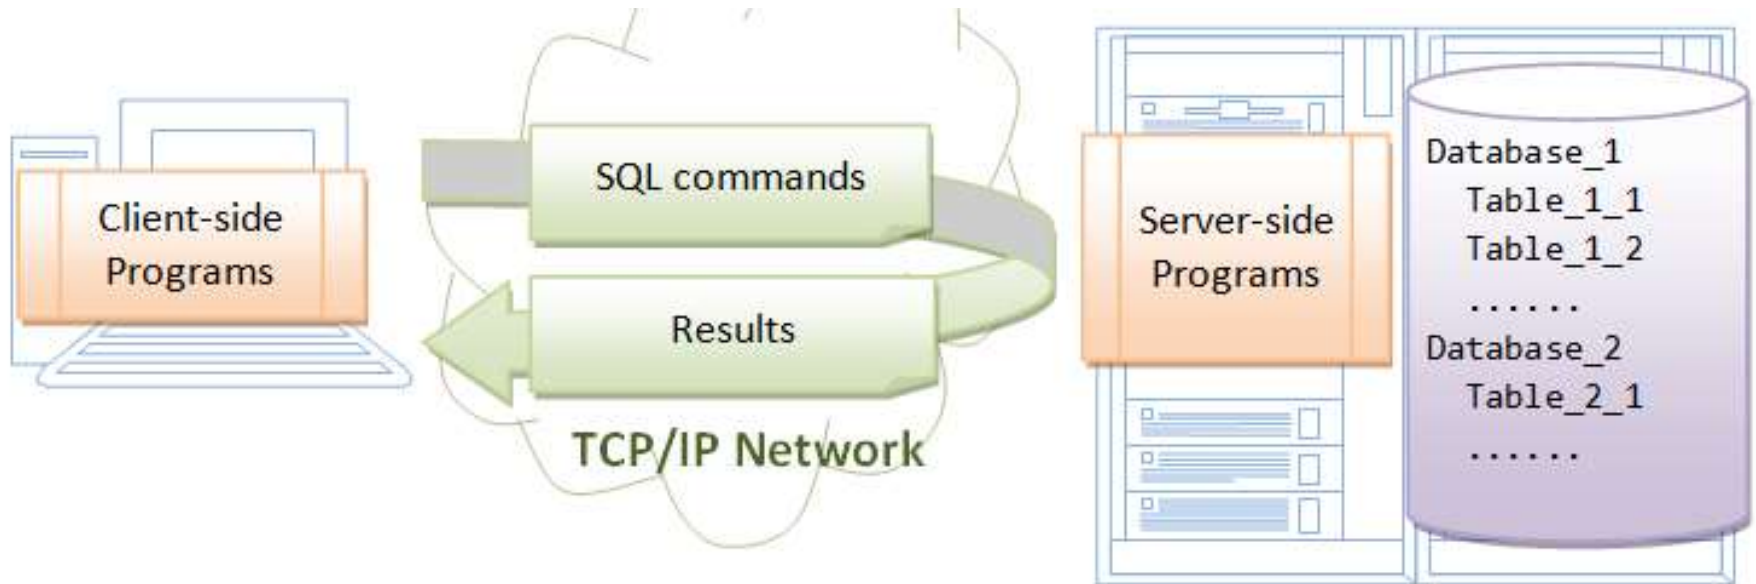 Client-side
Programs
SQL commands
Results
TCP/IP Network
Server-side
Programs
Database_1
Table_1_1
Table_1_2
......
Database_2
Table_2_1
......